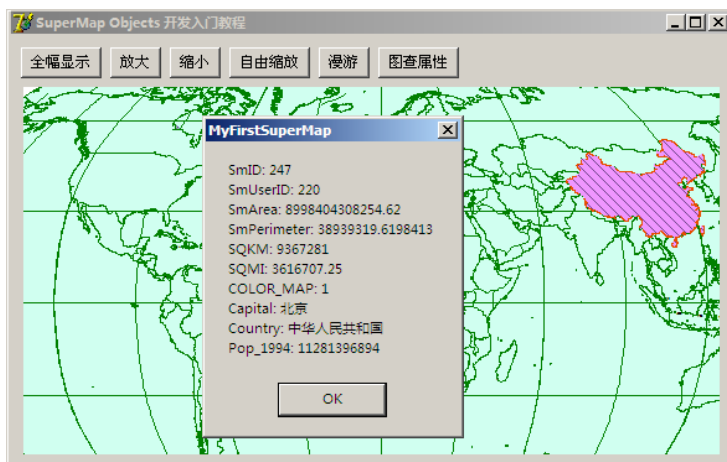 SuperMap Objects 开发入门教程
全幅显示 放大 缩小 自由缩放 漫游 图查属性
MyFirstSuperMap
SmID: 247
SmUserID: 220
SmArea: 8998404308254.62
SmPerimeter: 38939319.6198413
SQKM: 9367281
SQMI: 3616707.25
COLOR_MAP: 1
Capital: 北京
Country: 中华人民共和国
Pop_1994: 11281396894
OK